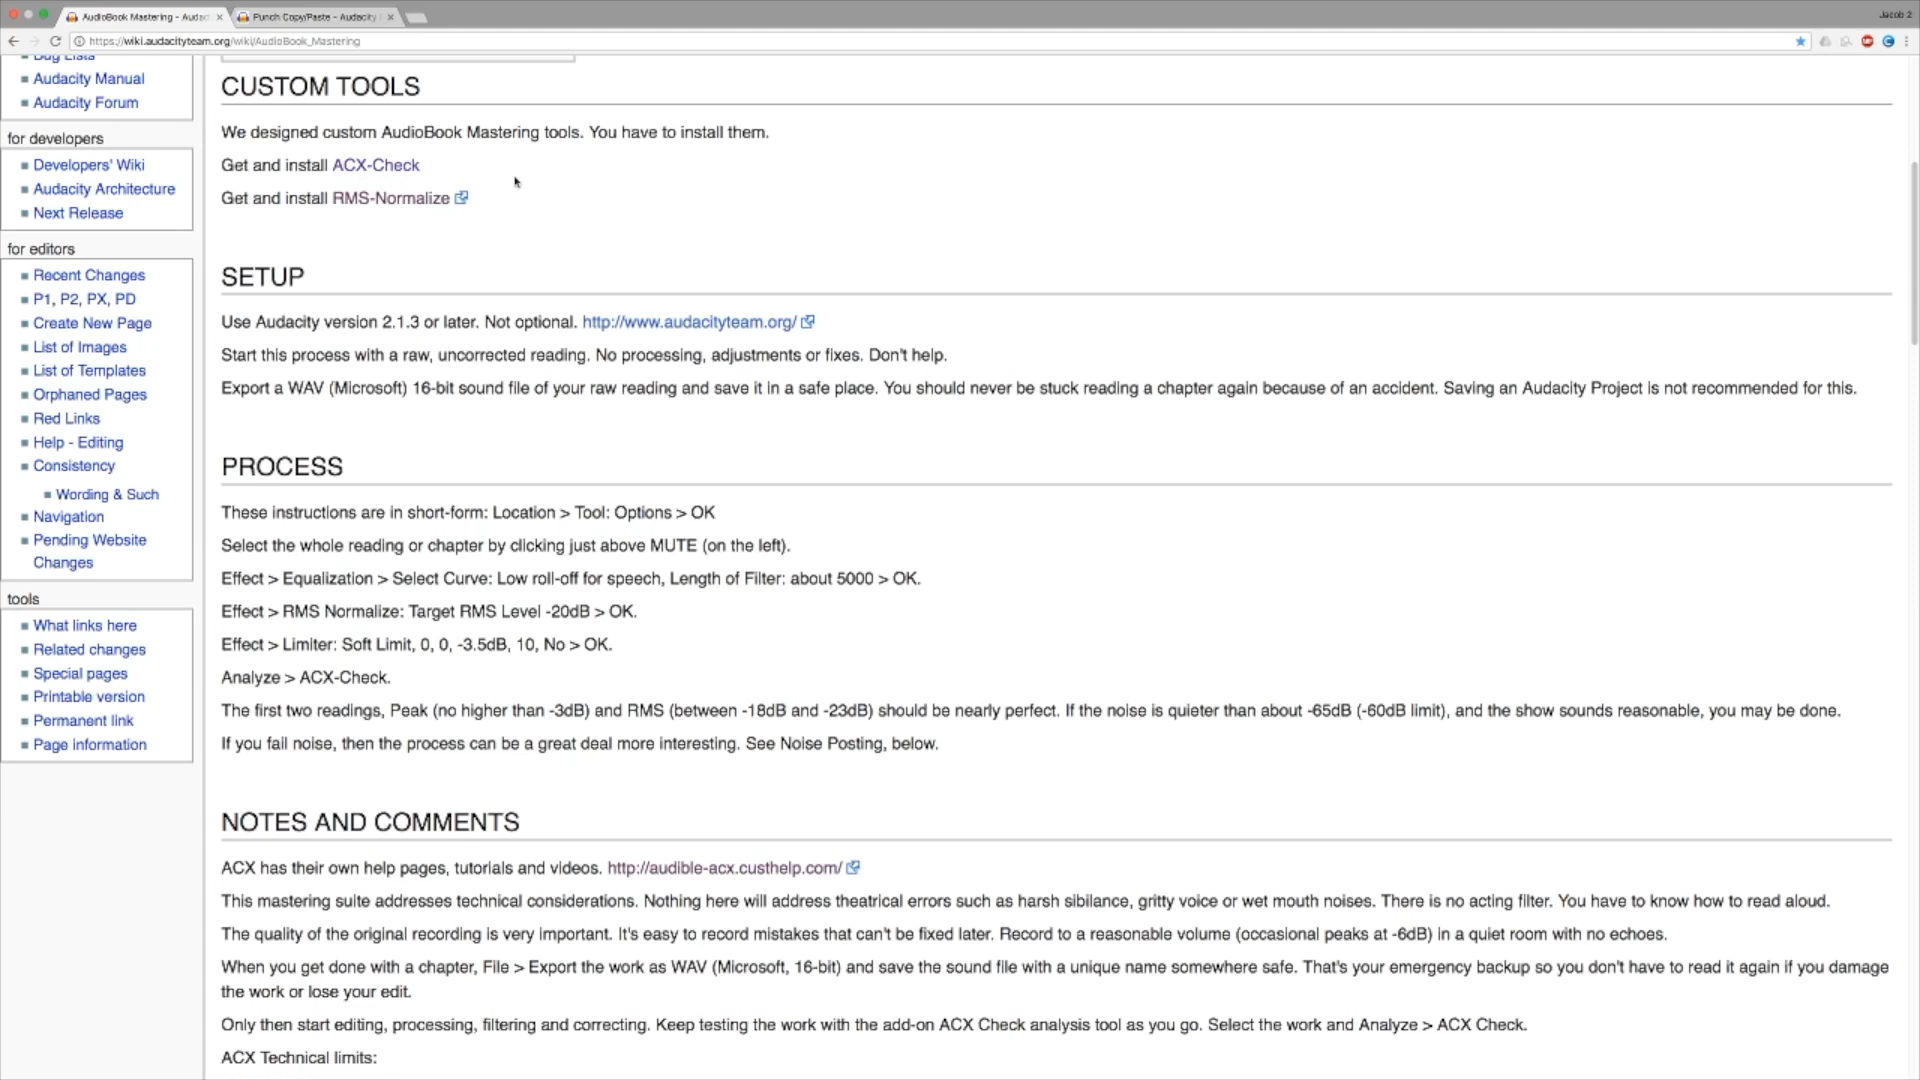 AudioBook Mastering - Audac
Punch Copy/Paste - Audacity
Jacob 2
https://wiki.audacityteam.org/wiki/AudioBook_Mastering
Bug Lists
Audacity Manual
Audacity Forum
for developers
Developers' Wiki
Audacity Architecture
Next Release
for editors
Recent Changes
P1, P2, PX, PD
Create New Page
List of Images
List of Templates
Orphaned Pages
Red Links
Help - Editing
Consistency
Wording & Such
Navigation
Pending Website
Changes
tools
What links here
Related changes
Special pages
Printable version
Permanent link
Page information
CUSTOM TOOLS
We designed custom AudioBook Mastering tools. You have to install them.
Get and install ACX-Check
Get and install RMS-Normalize
SETUP
Use Audacity version 2.1.3 or later. Not optional. http://www.audacityteam.org/
Start this process with a raw, uncorrected reading. No processing, adjustments or fixes. Don't help.
Export a WAV (Microsoft) 16-bit sound file of your raw reading and save it in a safe place. You should never be stuck reading a chapter again because of an accident. Saving an Audacity Project is not recommended for this.
PROCESS
These instructions are in short-form: Location > Tool: Options > OK
Select the whole reading or chapter by clicking just above MUTE (on the left).
Effect > Equalization > Select Curve: Low roll-off for speech, Length of Filter: about 5000 > OK.
Effect > RMS Normalize: Target RMS Level -20dB > OK.
Effect > Limiter: Soft Limit, 0, 0, -3.5dB, 10, No > OK.
Analyze > ACX-Check.
The first two readings, Peak (no higher than -3dB) and RMS (between -18dB and -23dB) should be nearly perfect. If the noise is quieter than about -65dB (-60dB limit), and the show sounds reasonable, you may be done.
If you fail noise, then the process can be a great deal more interesting. See Noise Posting, below.
NOTES AND COMMENTS
ACX has their own help pages, tutorials and videos. http://audible-acx.custhelp.com/
This mastering suite addresses technical considerations. Nothing here will address theatrical errors such as harsh sibilance, gritty voice or wet mouth noises. There is no acting filter. You have to know how to read aloud.
The quality of the original recording is very important. It's easy to record mistakes that can't be fixed later. Record to a reasonable volume (occasional peaks at -6dB) in a quiet room with no echoes.
When you get done with a chapter, File > Export the work as WAV (Microsoft, 16-bit) and save the sound file with a unique name somewhere safe. That's your emergency backup so you don't have to read it again if you damage
the work or lose your edit.
Only then start editing, processing, filtering and correcting. Keep testing the work with the add-on ACX Check analysis tool as you go. Select the work and Analyze > ACX Check.
ACX Technical limits: